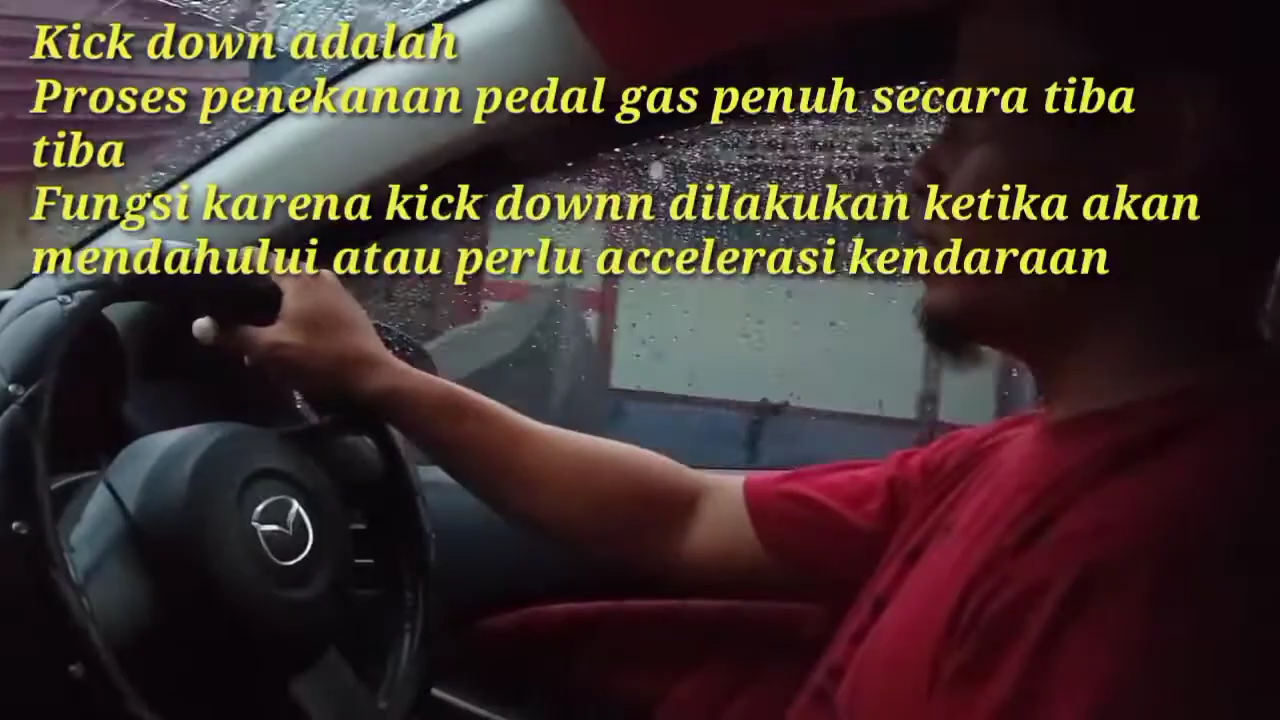 Kick down adalah
Proses penekanan pedal gas penuh secara tiba
tiba
Fungsi karena kick downn dilakukan ketika akan
mendahului atau perlu accelerasi kendaraan